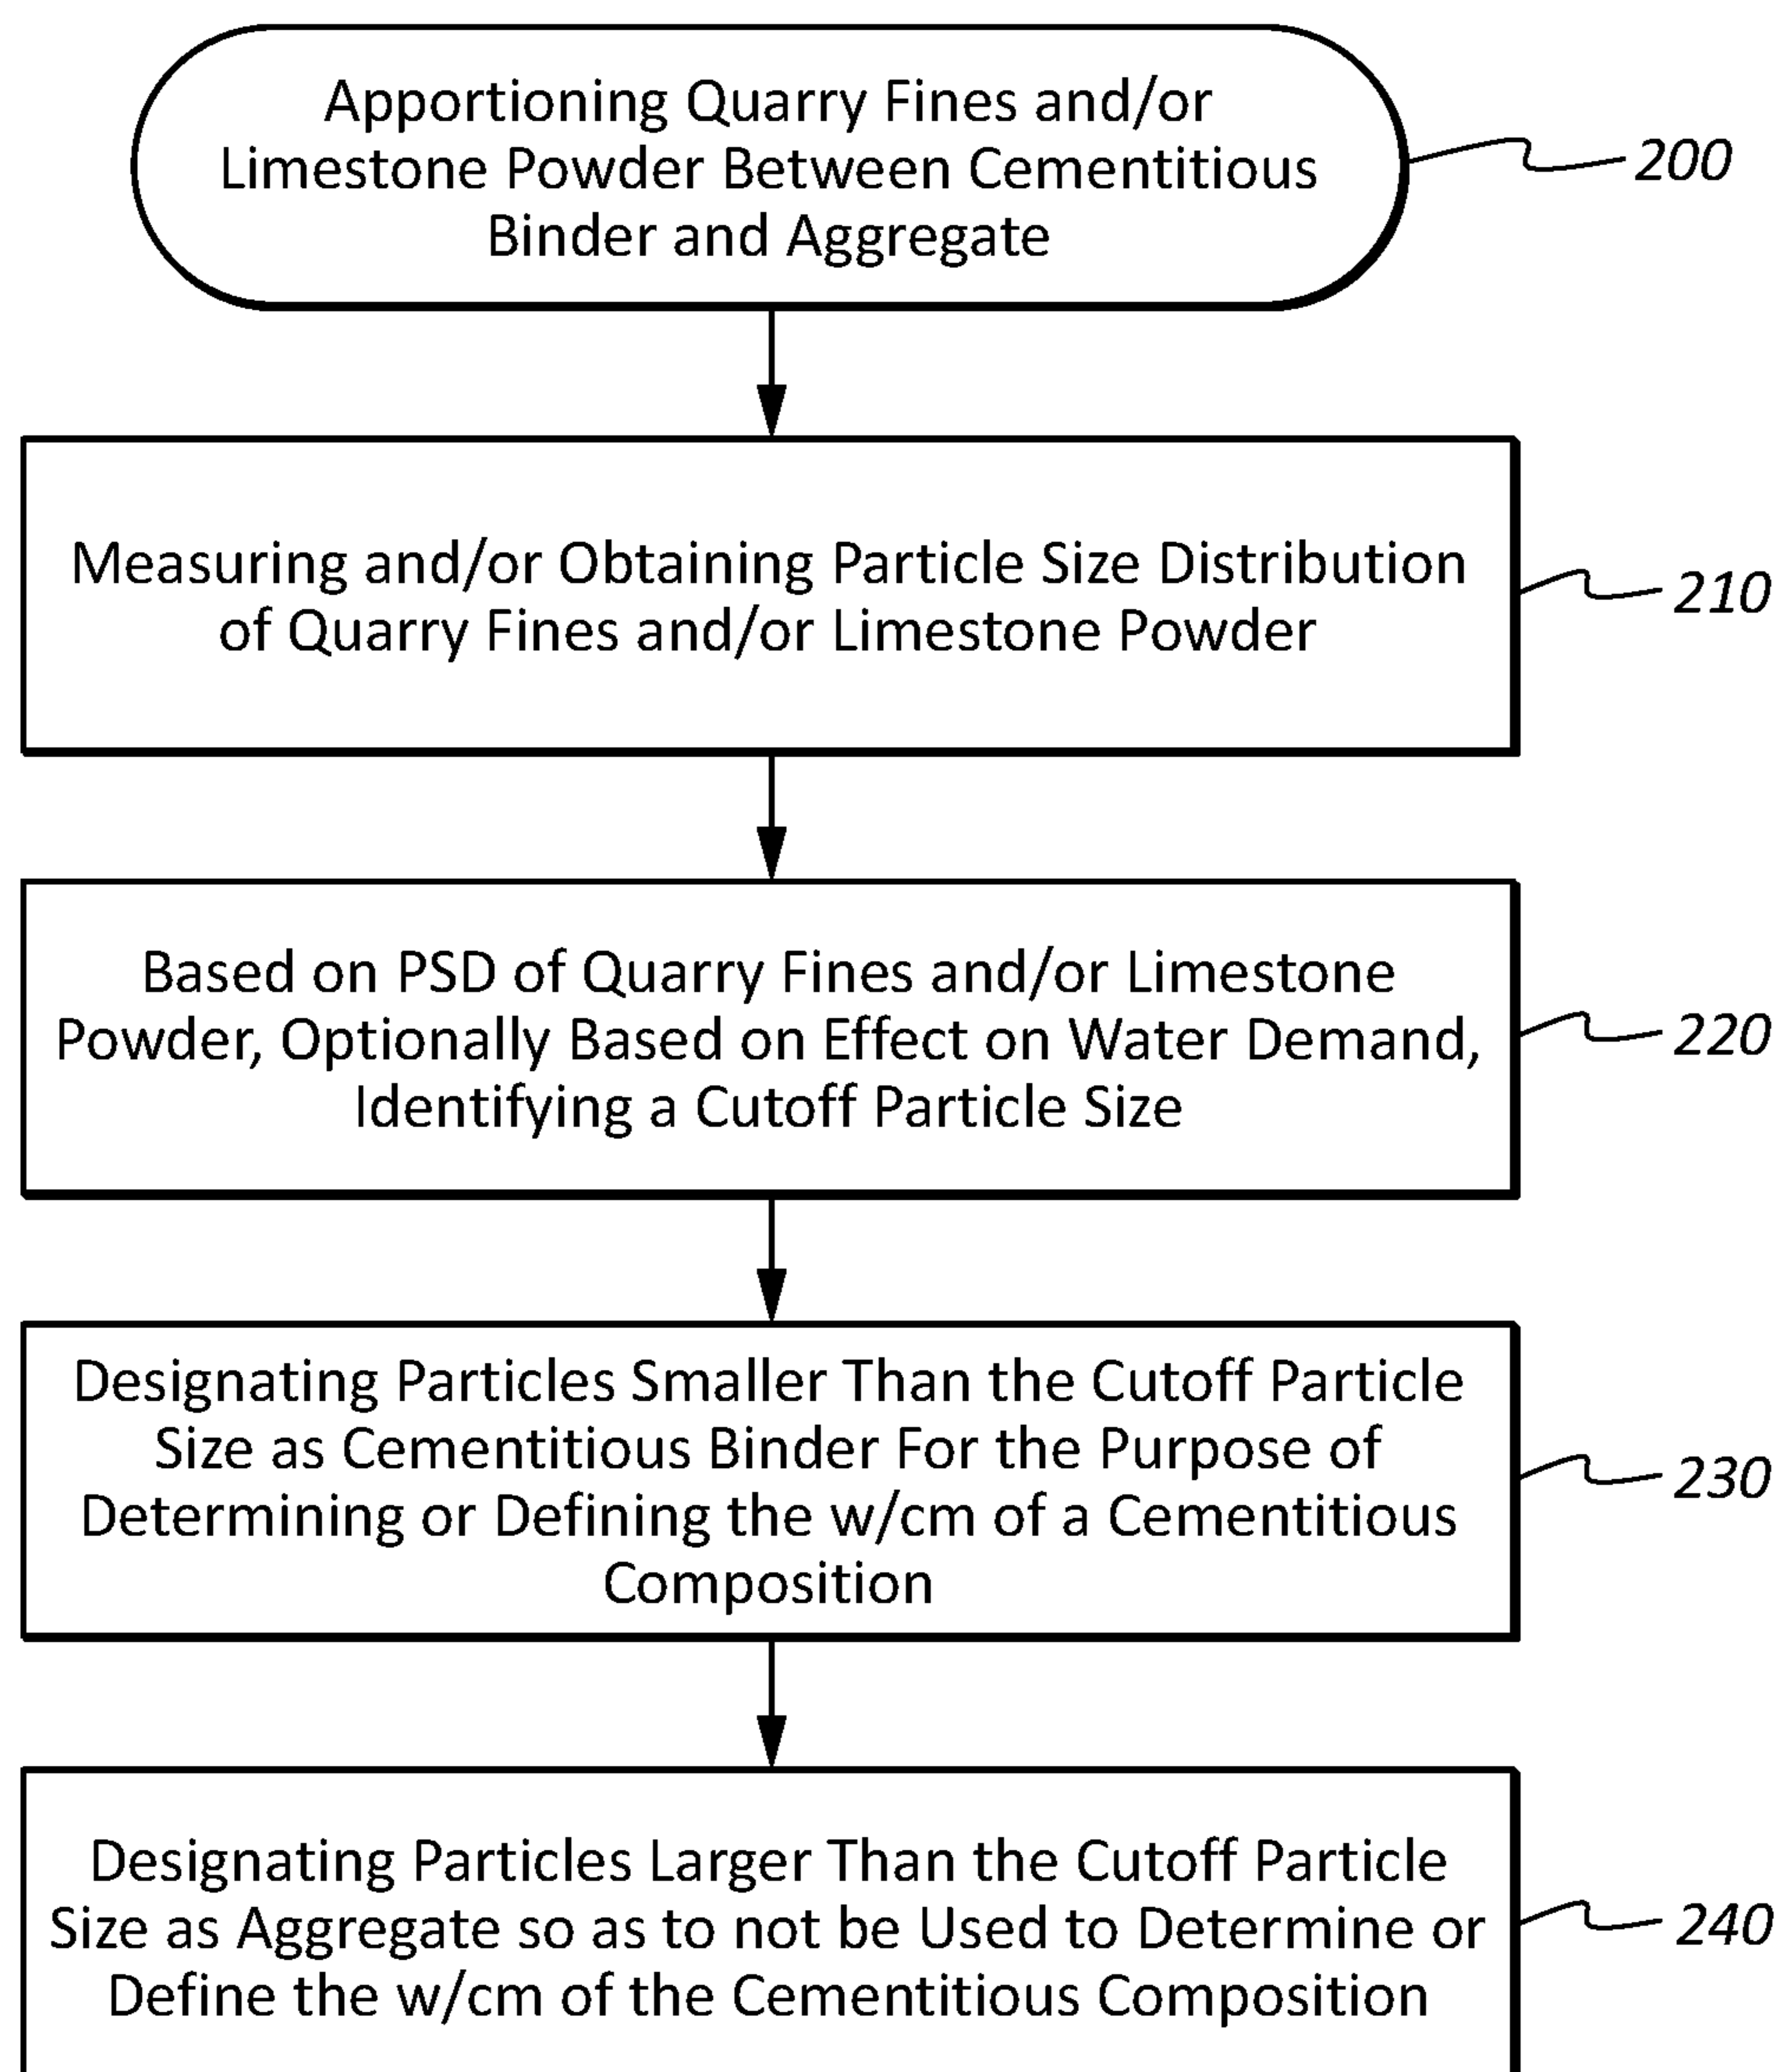 Apportioning Quarry Fines and/or
Limestone Powder Between Cementitious
Binder and Aggregate
200
Measuring and/or Obtaining Particle Size Distribution
of Quarry Fines and/or Limestone Powder
210
Based on PSD of Quarry Fines and/or Limestone
Powder, Optionally Based on Effect on Water Demand,
Identifying a Cutoff Particle Size
220
Designating Particles Smaller Than the Cutoff Particle
Size as Cementitious Binder For the Purpose of
Determining or Defining the w/cm of a Cementitious
Composition
230
Designating Particles Larger Than the Cutoff Particle
Size as Aggregate so as to not be Used to Determine or
Define the w/cm of the Cementitious Composition
240